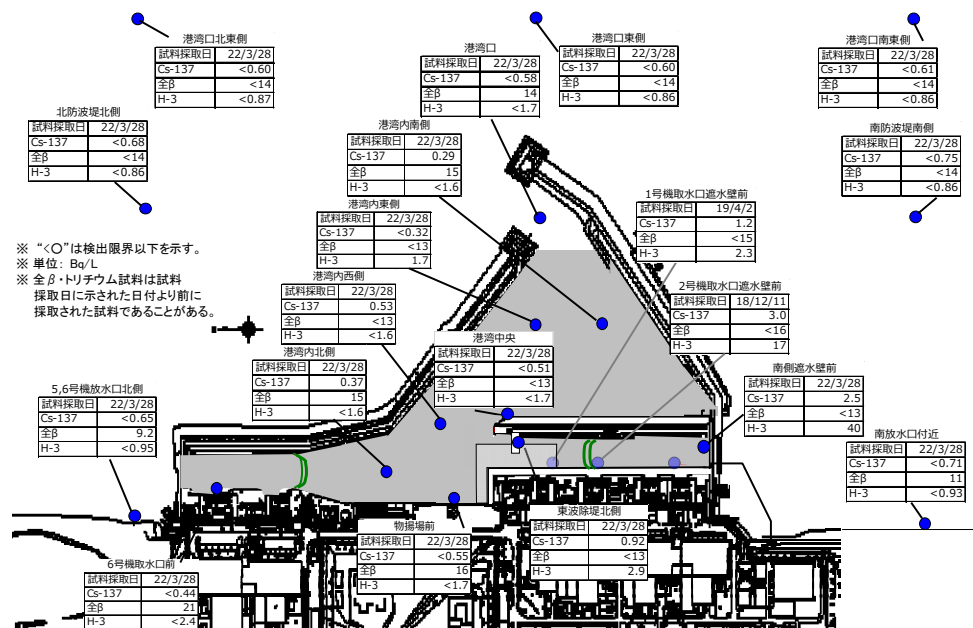 港湾口北東側
試料採取日 22/3/28
Cs-137 <0.60
全β <14
H-3 <0.87
港湾口東側
試料採取日 22/3/28
Cs-137 <0.60
全β <14
H-3 <0.86
港湾口
試料採取日 22/3/28
Cs-137 <0.58
全β 14
H-3 <1.7
港湾口南東側
試料採取日 22/3/28
Cs-137 <0.61
全β <14
H-3 <0.86
北防波堤北側
試料採取日 22/3/28
Cs-137 <0.68
全β <14
H-3 <0.86
港湾内南側
試料採取日 22/3/28
Cs-137 0.29
全β 15
H-3 <1.6
南防波堤南側
試料採取日 22/3/28
Cs-137 <0.75
全β <14
H-3 <0.86
港湾内東側
試料採取日 22/3/28
Cs-137 <0.32
全β <13
H-3 1.7
1号機取水口遮水壁前
試料採取日 19/4/2
Cs-137 1.2
全β <15
H-3 2.3
※ “<○”は検出限界以下を示す。
※ 単位: Bq/L
※ 全β・トリチウム試料は試料
採取日に示された日付より前に
採取された試料であることがある。
港湾内西側
試料採取日 22/3/28
Cs-137 0.53
全β <13
H-3 <1.6
2号機取水口遮水壁前
試料採取日 18/12/11
Cs-137 3.0
全β <16
H-3 17
港湾中央
試料採取日 22/3/28
Cs-137 <0.51
全β <13
H-3 <1.7
港湾内北側
試料採取日 22/3/28
Cs-137 0.37
全β 15
H-3 <1.6
南側遮水壁前
試料採取日 22/3/28
Cs-137 2.5
全β <13
H-3 40
5,6号機放水口北側
試料採取日 22/3/28
Cs-137 <0.65
全β 9.2
H-3 <0.95
南放水口付近
試料採取日 22/3/28
Cs-137 <0.71
全β 11
H-3 <0.93
物揚場前
試料採取日 22/3/28
Cs-137 <0.55
全β 16
H-3 <1.7
東波除堤北側
試料採取日 22/3/28
Cs-137 0.92
全β <13
H-3 2.9
6号機取水口前
試料採取日 22/3/28
Cs-137 <0.44
全β 21
H-3 <2.4